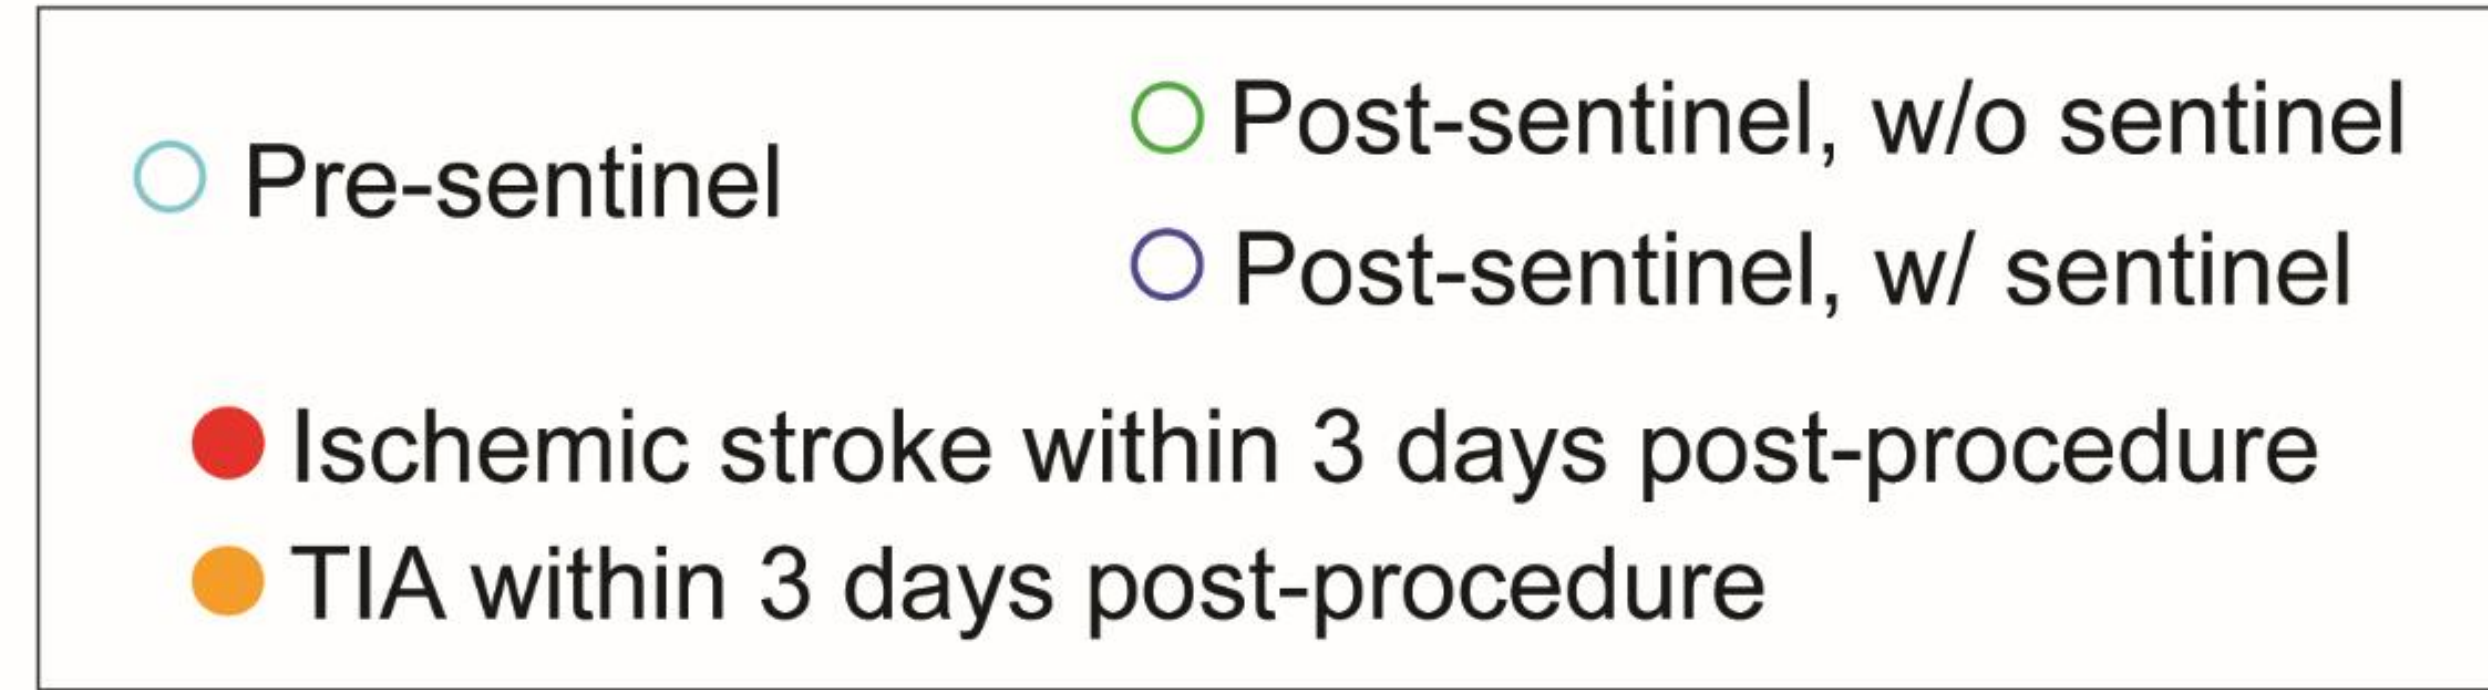 Pre-sentinel
Post-sentinel, w/o sentinel
Post-sentinel, w/ sentinel
Ischemic stroke within 3 days post-procedure
TIA within 3 days post-procedure